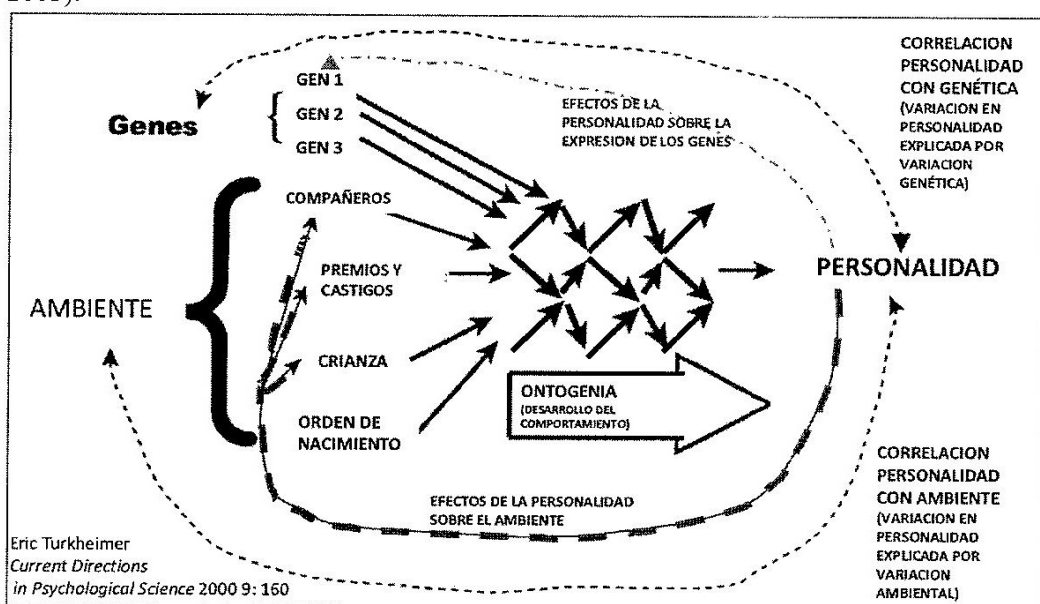 GEN 1
Genes
GEN 2
GEN 3
EFECTOS DE LA
PERSONALIDAD SOBRE LA
EXPRESION DE LOS GENES
CORRELACION
PERSONALIDAD
CON GENÉTICA
(VARIACION EN
PERSONALIDAD
EXPLICADA POR
VARIACION
GENÉTICA)
AMBIENTE
COMPAÑEROS
PREMIOS Y
CASTIGOS
CRIANZA
ORDEN DE
NACIMIENTO
PERSONALIDAD
ONTOGENIA
(DESARROLLO DEL
COMPORTAMIENTO)
EFECTOS DE LA PERSONALIDAD
SOBRE EL AMBIENTE
CORRELACION
PERSONALIDAD
CON AMBIENTE
(VARIACION EN
PERSONALIDAD
EXPLICADA POR
VARIACION
AMBIENTAL)
Eric Turkheimer
Current Directions
in Psychological Science 2000 9: 160